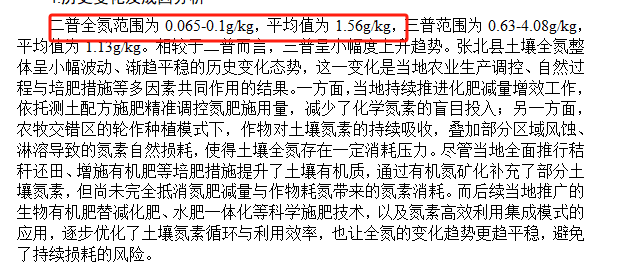 二普全氮范围为 0.065-0.1g/kg，平均值为 1.56g/kg，三普范围为 0.63-4.08g/kg，
平均值为 1.13g/kg。相较于二普而言，三普呈小幅度上升趋势。张北县土壤全氮整
体呈小幅波动、渐趋平稳的历史变化态势，这一变化是当地农业生产调控、自然过
程与培肥措施等多因素共同作用的结果。一方面，当地持续推进化肥减量增效工作，
依托测土配方施肥精准调控氮肥施用量，减少了化学氮素的盲目投入；另一方面，
农牧交错区的轮作种植模式下，作物对土壤氮素的持续吸收，叠加部分区域风蚀、
淋溶导致的氮素自然损耗，使得土壤全氮存在一定消耗压力。尽管当地全面推行秸
秆还田、增施有机肥等培肥措施提升了土壤有机质，通过有机氮矿化补充了部分土
壤氮素，但尚未完全抵消氮肥减量与作物耗氮带来的氮素消耗。而后续当地推广的
生物有机肥替减化肥、水肥一体化等科学施肥技术，以及氮素高效利用集成模式的
应用，逐步优化了土壤氮素循环与利用效率，也让全氮的变化趋势更趋平稳，避免
了持续损耗的风险。